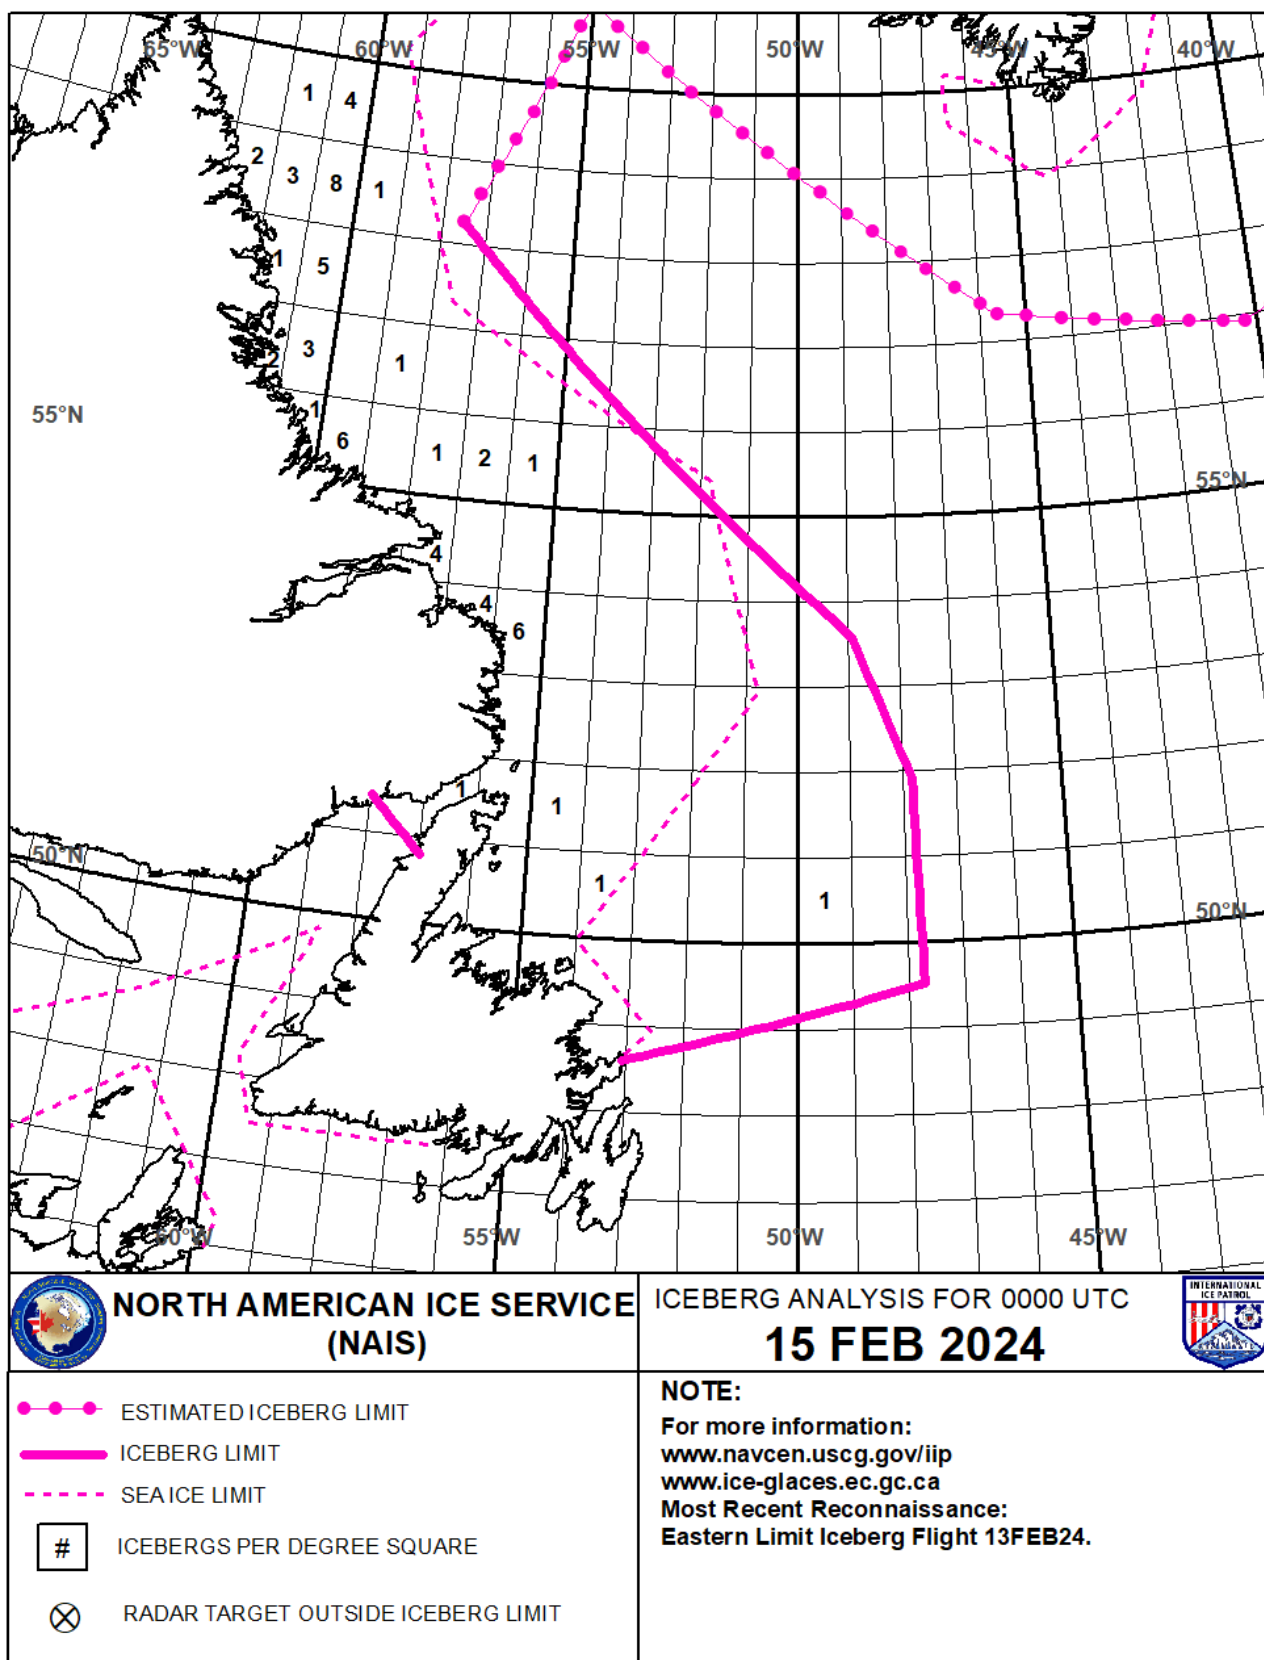 65°W 60°W 55°W 50°W 45°W 40°W
1 4
2 3 8 1
1 5
2 3 1
1
55°N
6 1 2 1
55°N
4
4
6
1 1
50°N
1 1
50°N
60°W 55°W 50°W 45°W
NORTH AMERICAN ICE SERVICE
(NAIS)
ICEBERG ANALYSIS FOR 0000 UTC
15 FEB 2024
INTERNATIONAL
ICE PATROL
ESTIMATED ICEBERG LIMIT
ICEBERG LIMIT
SEA ICE LIMIT
# ICEBERGS PER DEGREE SQUARE
RADAR TARGET OUTSIDE ICEBERG LIMIT
NOTE:
For more information:
www.navcen.uscg.gov/iip
www.ice-glaces.ec.gc.ca
Most Recent Reconnaissance:
Eastern Limit Iceberg Flight 13FEB24.